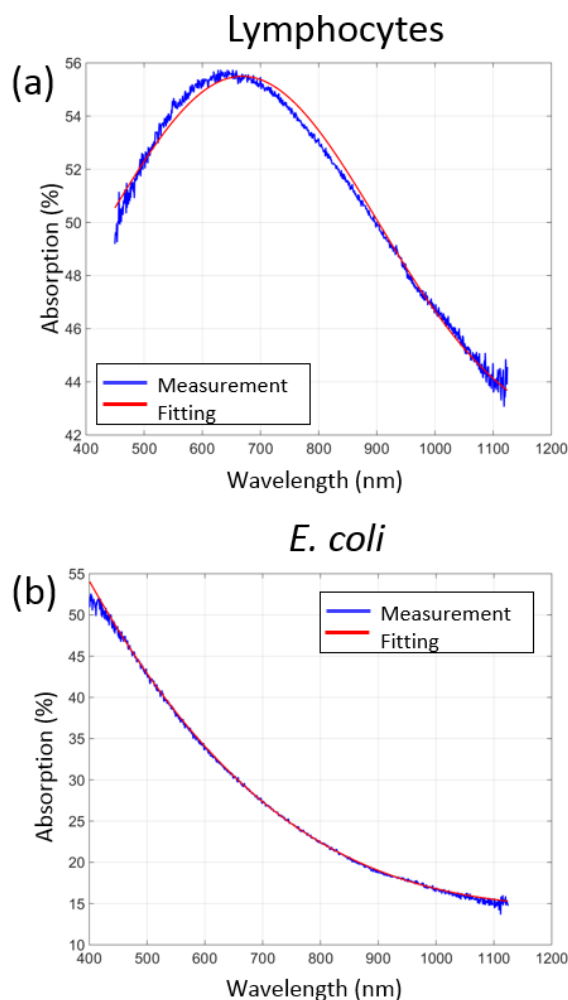 Lymphocytes
(a)
56
54
52
50
48
46
44
42
Absorption (%)
Measurement
Fitting
400 500 600 700 800 900 1000 1100 1200
Wavelength (nm)
E. coli
(b)
55
50
45
40
35
30
25
20
15
10
Absorption (%)
Measurement
Fitting
400 500 600 700 800 900 1000 1100 1200
Wavelength (nm)